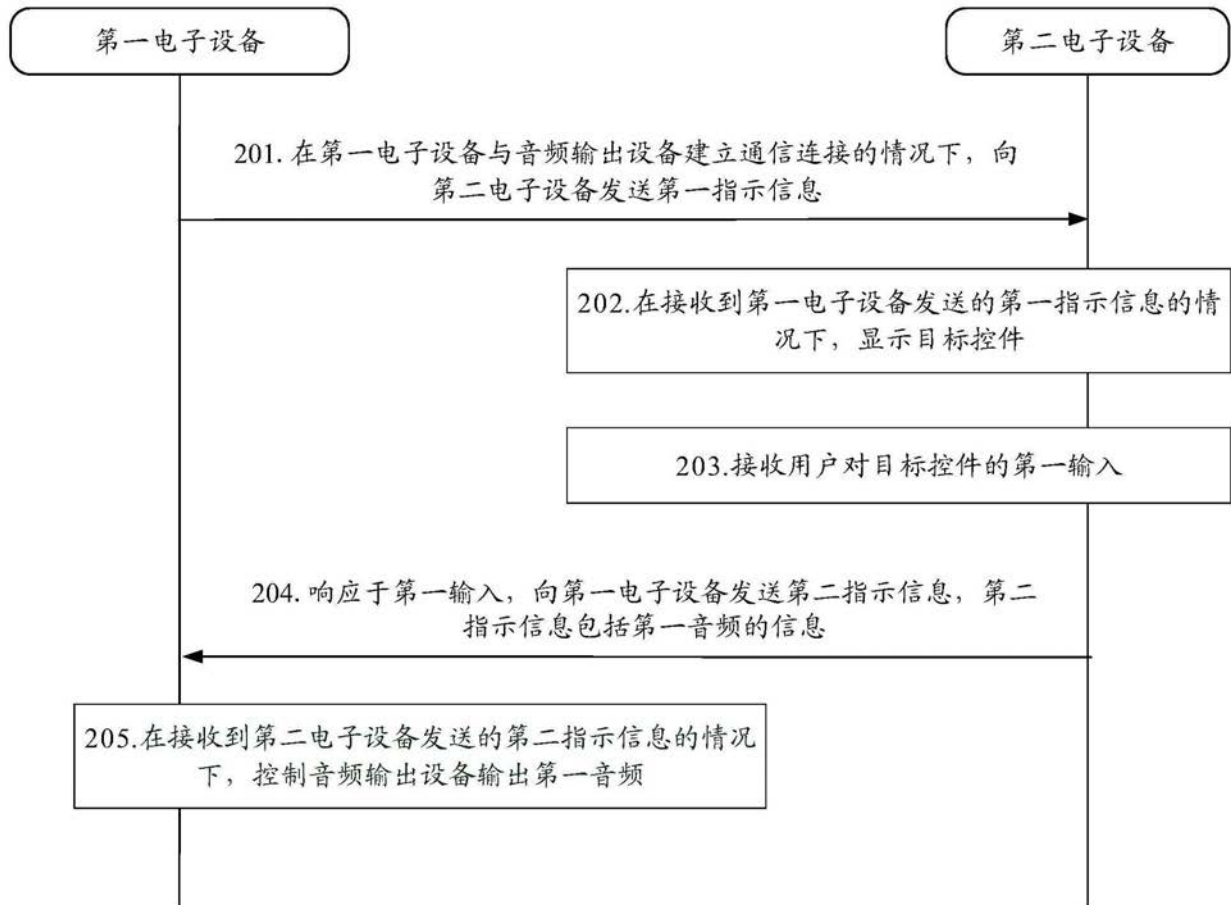 第一电子设备
第二电子设备
201. 在第一电子设备与音频输出设备建立通信连接的情况下，向
第二电子设备发送第一指示信息
202.在接收到第一电子设备发送的第一指示信息的情
况下，显示目标控件
203.接收用户对目标控件的第一输入
204. 响应于第一输入，向第一电子设备发送第二指示信息，第二
指示信息包括第一音频的信息
205.在接收到第二电子设备发送的第二指示信息的情况
下，控制音频输出设备输出第一音频